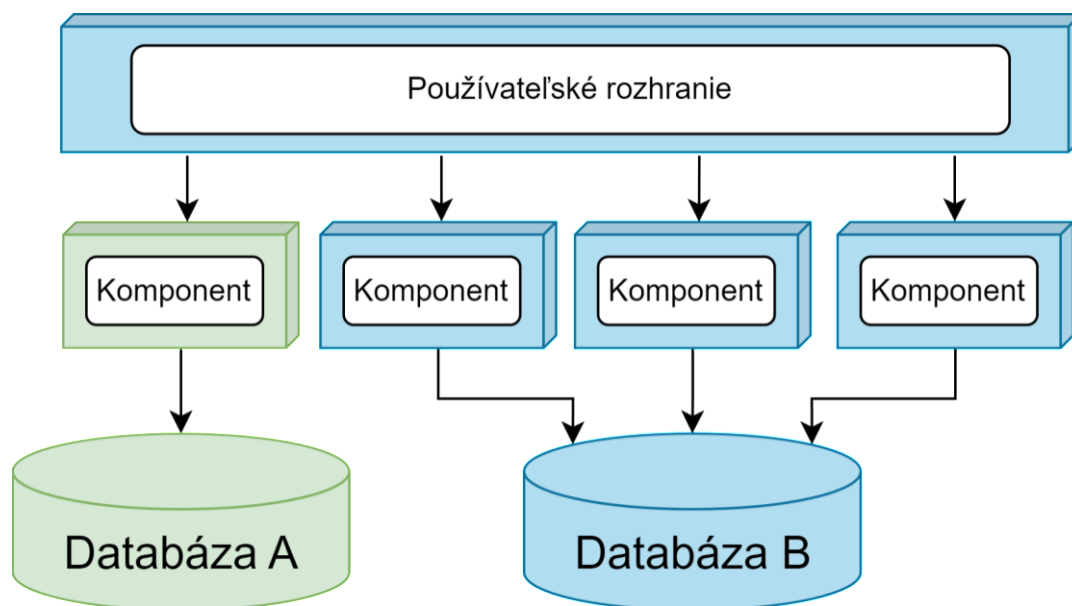 Používateľské rozhranie
Komponent
Komponent
Komponent
Komponent
Databáza A
Databáza B